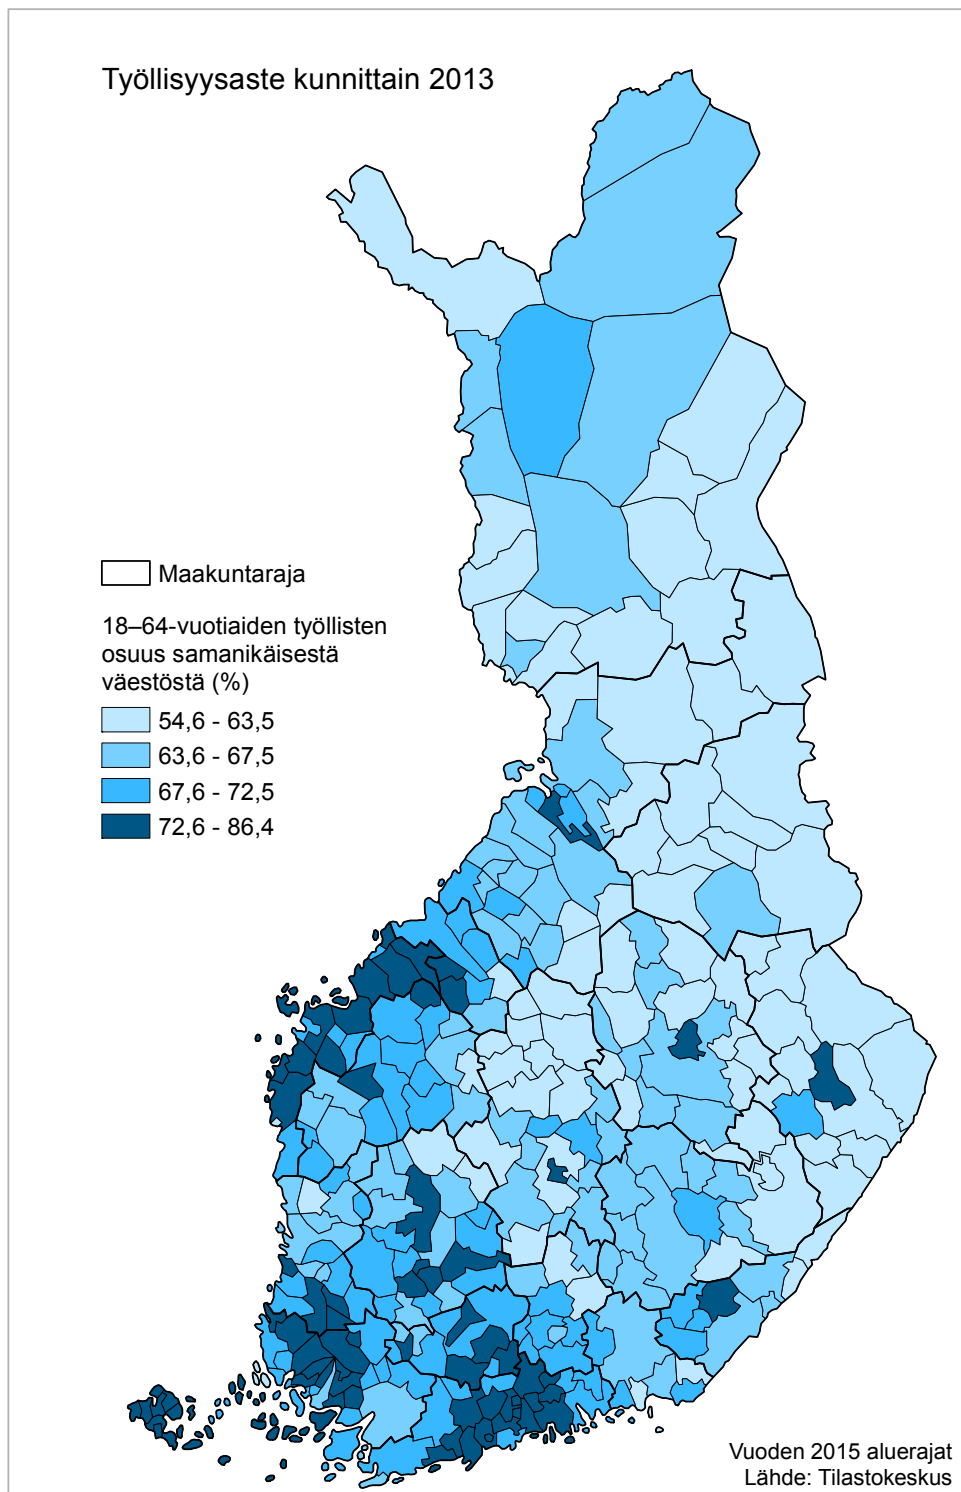 Työllisyysaste kunnittain 2013
Maakuntaraja
18–64-vuotiaiden työllisten
osuus samanikäisestä
väestöstä (%)
54,6 - 63,5
63,6 - 67,5
67,6 - 72,5
72,6 - 86,4
Vuoden 2015 aluerajat
Lähde: Tilastokeskus